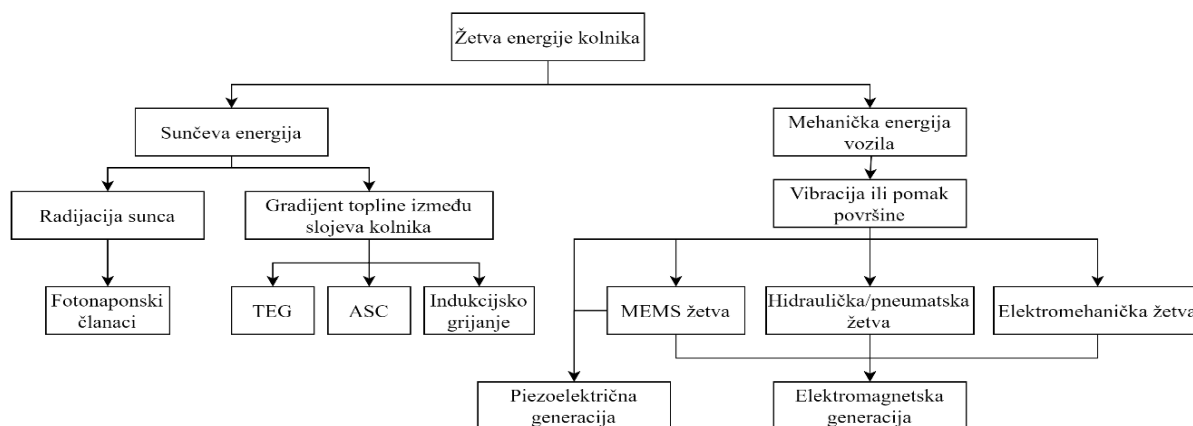 Žetva energije kolnika
Sunčeva energija
Mehanička energija
vozila
Radijacija sunca
Gradijent topline između
slojeva kolnika
Vibracija ili pomak
površine
Fotonaponski
članaci
TEG
ASC
Indukcijsko
grijanje
MEMS žetva
Hidraulička/pneumatska
žetva
Elektromehanička žetva
Piezoelektrična
generacija
Elektromagnetska
generacija